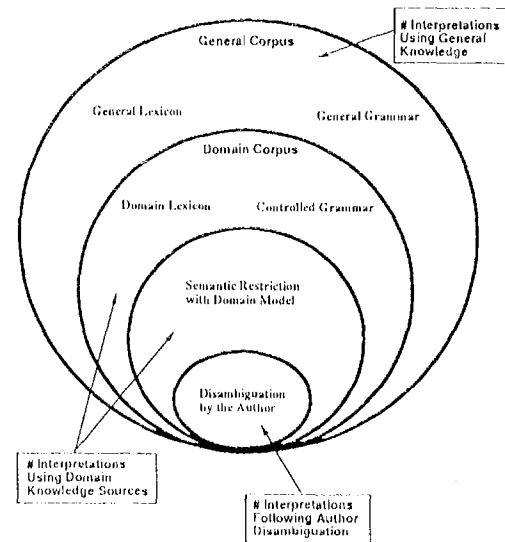 General Corpus
# Interpretations
Using General
Knowledge
General Lexicon
General Grammar
Domain Corpus
Domain Lexicon
Controlled Grammar
Semantic Restriction
with Domain Model
Disambiguation
by the Author
# Interpretations
Using Domain
Knowledge Sources
# Interpretations
Following Author
Disambiguation